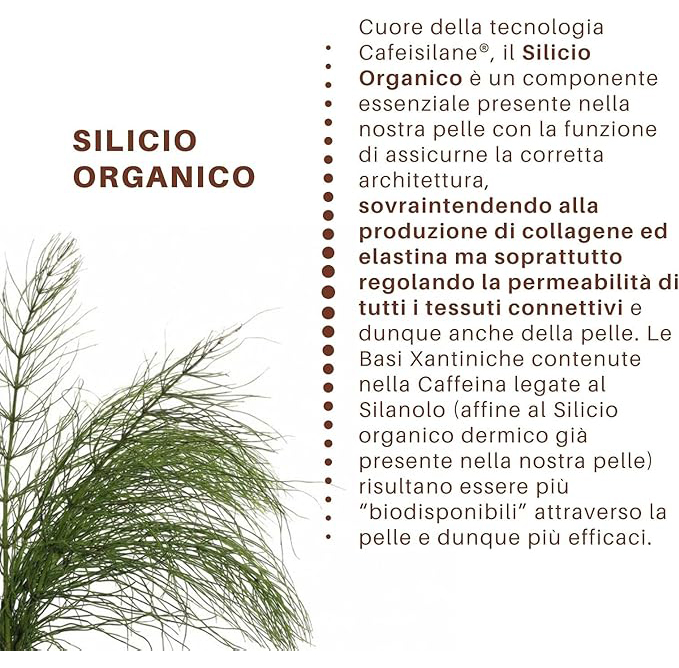 SILICIO
ORGANICO
Cuore della tecnologia
Cafeisilane®, il Silicio
Organico è un componente
essenziale presente nella
nostra pelle con la funzione
di assicurne la corretta
architettura,
sovraintendendo alla
produzione di collagene ed
elastina ma soprattutto
regolando la permeabilità di
tutti i tessuti connettivi e
dunque anche della pelle. Le
Basi Xantiniche contenute
nella Caffeina legate al
Silanolo (affine al Silicio
organico dermico già
presente nella nostra pelle)
risultano essere più
“biodisponibili” attraverso la
pelle e dunque più efficaci.